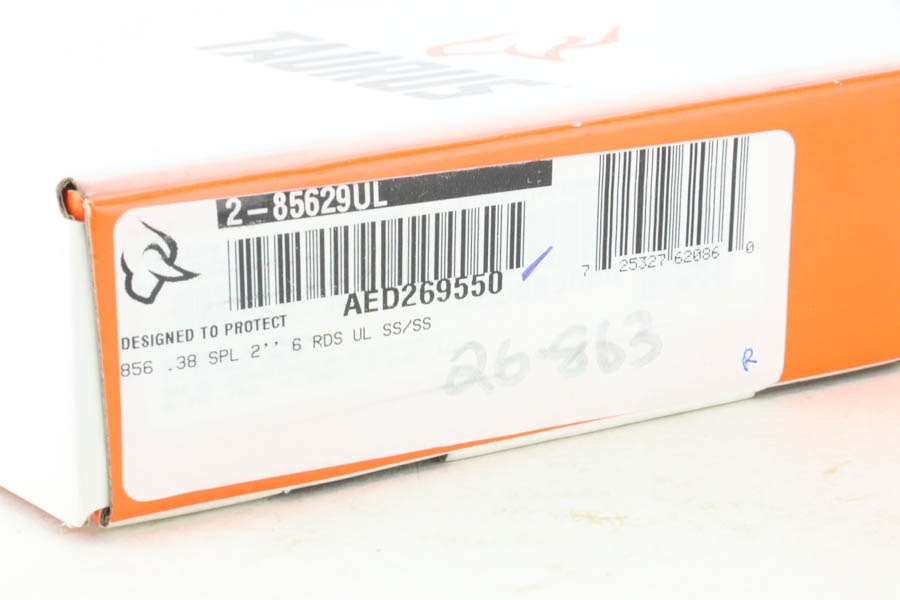 TAURUS
2-85629UL
AED269550
7 25327 62086 0
DESIGNED TO PROTECT
856 .38 SPL 2'' 6 RDS UL SS/SS
26-863
R